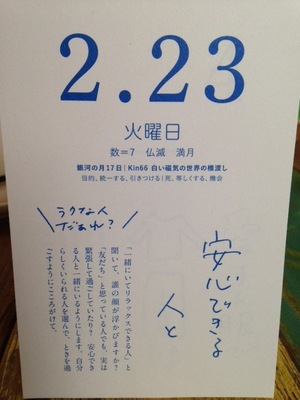 2.23
火曜日
数=7　仏滅　満月
銀河の月17日｜Kin66 白い磁気の世界の橋渡し
目的、統一する、引きつける｜死、等しくする、機会
ラクな人
だぁれ？
安心できる
人と
「一緒にいてリラックスできる人」と
聞いて、誰の顔が浮かびますか？
「友だち」と思っている人でも、実は
緊張して過ごしていたり？　安心でき
る人と一緒にいるようにします。自分
らしくいられる人を選んで、ときを過
ごすようにこころがけて。